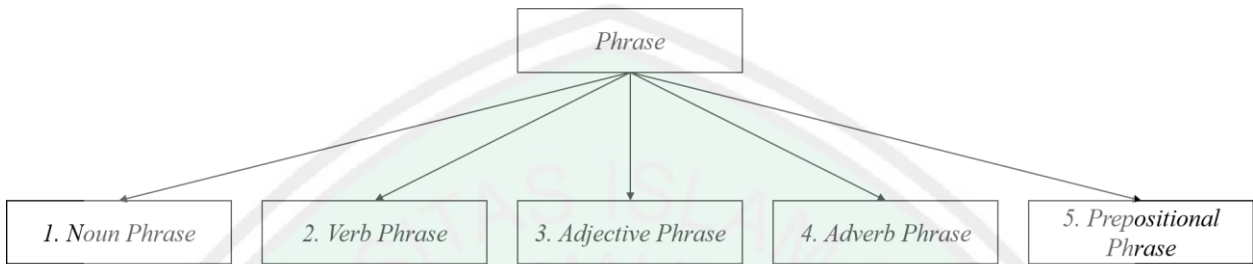 Phrase
1. Noun Phrase
2. Verb Phrase
3. Adjective Phrase
4. Adverb Phrase
5. Prepositional
Phrase